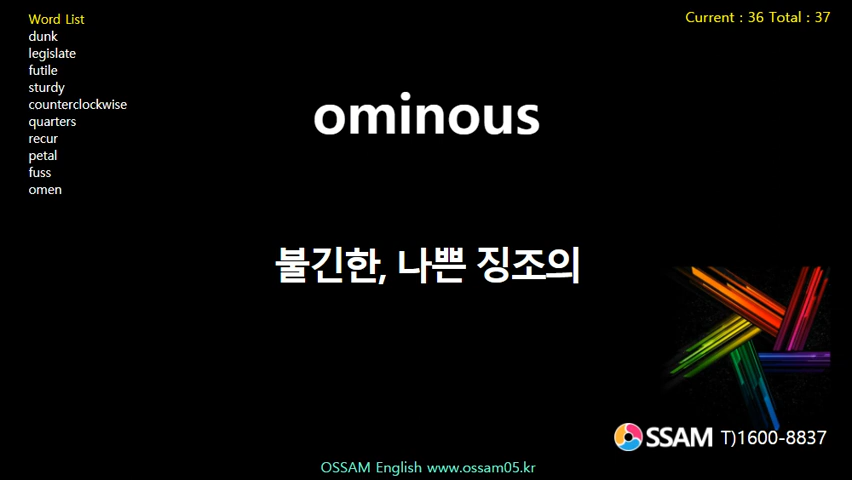 Word List
dunk
legislate
futile
sturdy
counterclockwise
quarters
recur
petal
fuss
omen
Current : 36 Total : 37
ominous
불긴한, 나쁜 징조의
OSSAM T)1600-8837
OSSAM English www.ossam05.kr